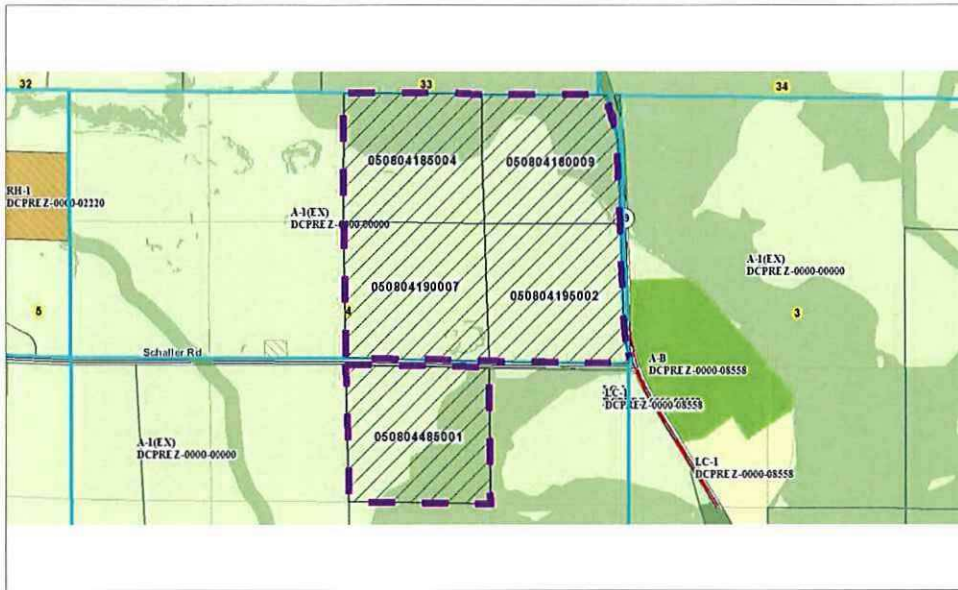 32
33
34
050804185004
050804180009
RH-1
DCPREZ-0000-02220
A-1(EX)
DCPREZ-0000-00000
A-1(EX)
DCPREZ-0000-00000
050804190007
050804195002
5
4
3
Schaller Rd
A-B
DCPREZ-0000-08558
DCPREZ-0000-08558
050804485001
A-1(EX)
DCPREZ-0000-00000
LC-1
DCPREZ-0000-08558